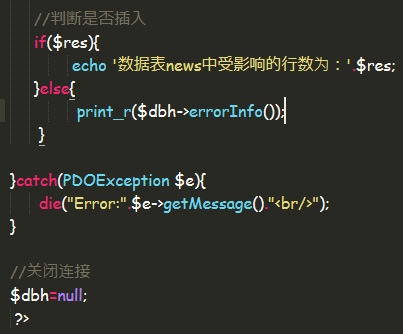 //判断是否插入
if($res){
echo '数据表news中受影响的行数为：'.$res;
}else{
print_r($dbh->errorInfo());
}
}catch(PDOException $e){
die("Error:".$e->getMessage()."<br/>");
}
//关闭连接
$dbh=null;
?>